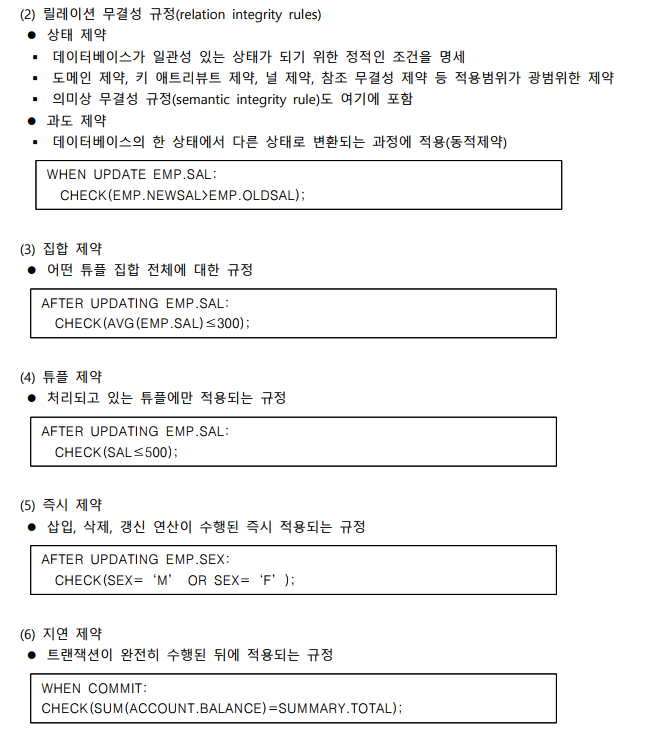 (2) 릴레이션 무결성 규정(relation integrity rules)
● 상태 제약
▪ 데이터베이스가 일관성 있는 상태가 되기 위한 정적인 조건을 명세
▪ 도메인 제약, 키 애트리뷰트 제약, 널 제약, 참조 무결성 제약 등 적용범위가 광범위한 제약
▪ 의미상 무결성 규정(semantic integrity rule)도 여기에 포함
● 과도 제약
▪ 데이터베이스의 한 상태에서 다른 상태로 변환되는 과정에 적용(동적제약)
WHEN UPDATE EMP.SAL:
CHECK(EMP.NEWSAL>EMP.OLDSAL);
(3) 집합 제약
● 어떤 튜플 집합 전체에 대한 규정
AFTER UPDATING EMP.SAL:
CHECK(AVG(EMP.SAL)≤300);
(4) 튜플 제약
● 처리되고 있는 튜플에만 적용되는 규정
AFTER UPDATING EMP.SAL:
CHECK(SAL≤500);
(5) 즉시 제약
● 삽입, 삭제, 갱신 연산이 수행된 즉시 적용되는 규정
AFTER UPDATING EMP.SEX:
CHECK(SEX=‘M’ OR SEX=‘F’);
(6) 지연 제약
● 트랜잭션이 완전히 수행된 뒤에 적용되는 규정
WHEN COMMIT:
CHECK(SUM(ACCOUNT.BALANCE)=SUMMARY.TOTAL);